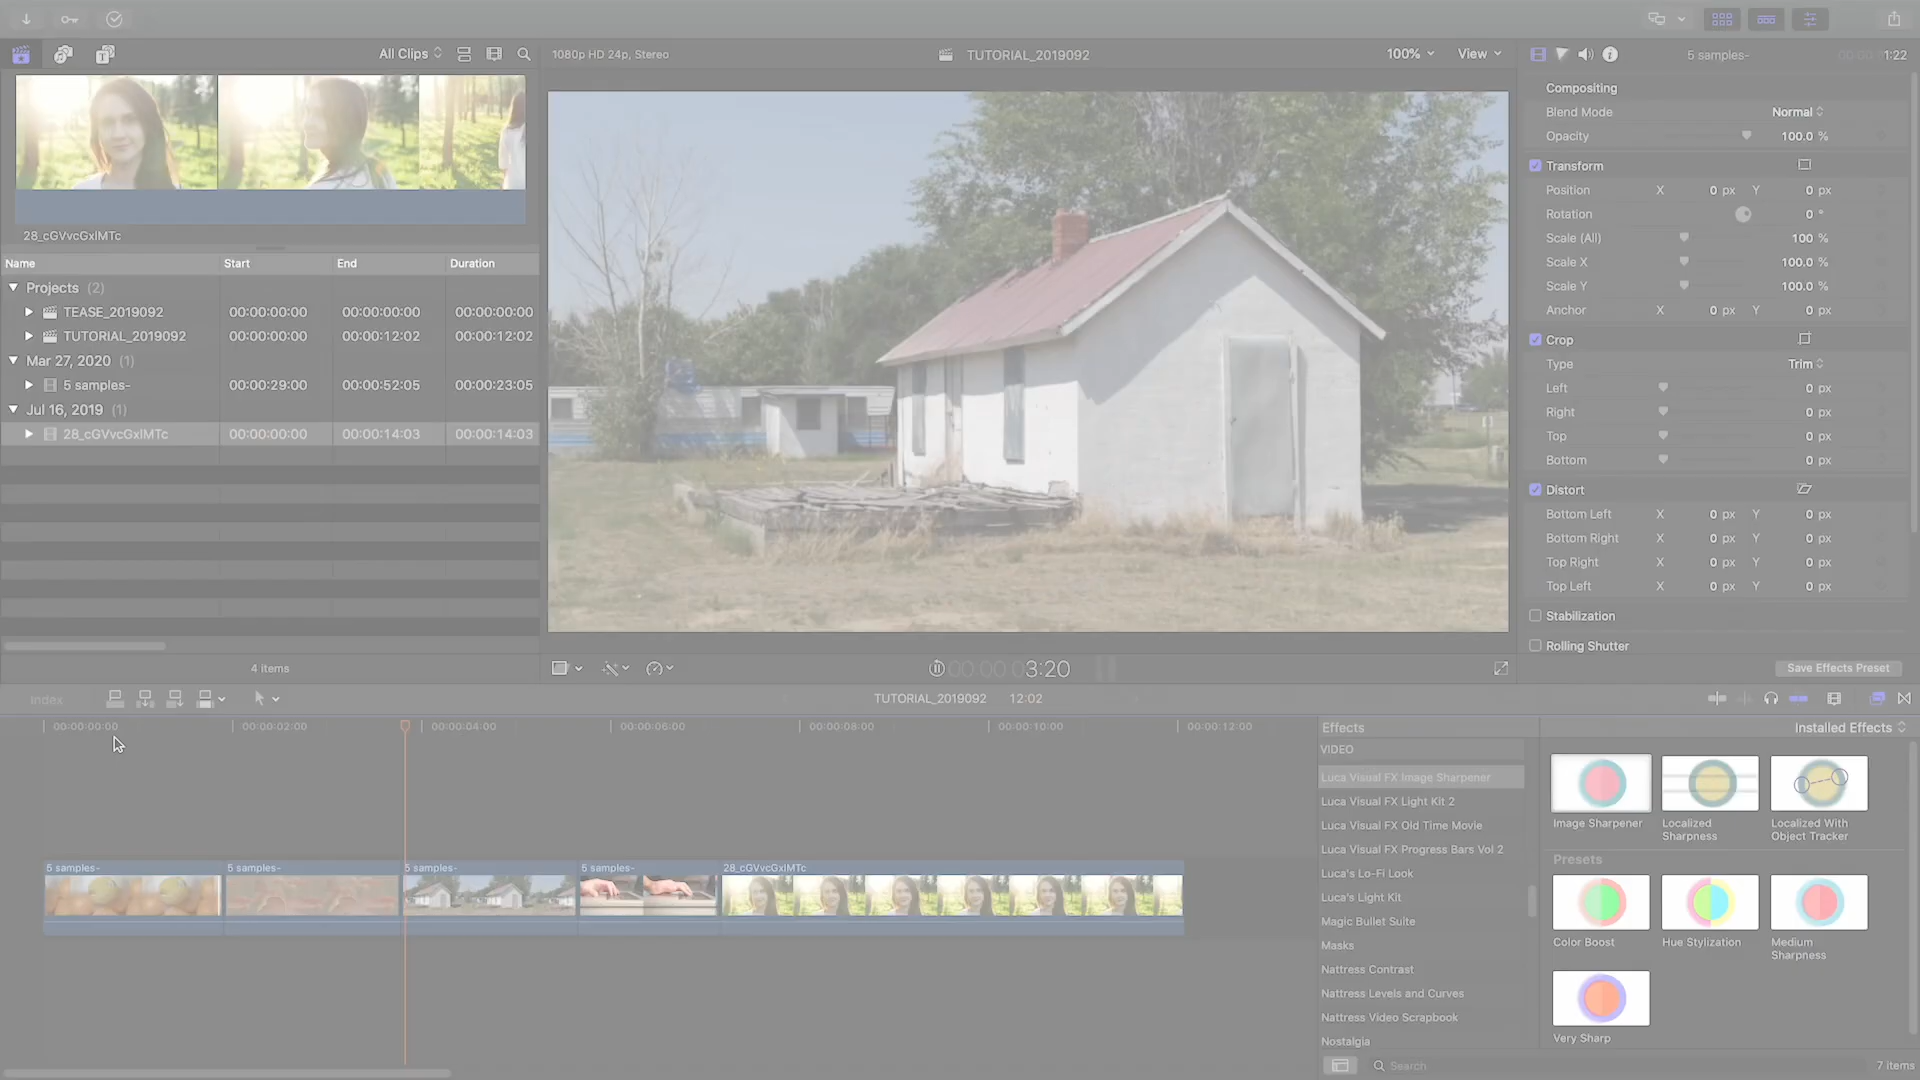 All Clips
1080p HD 24p, Stereo
TUTORIAL_2019092
100%
View
5 samples-
1:22
28_cGVvcGxlMTc
Name Start End Duration
Projects (2)
TEASE_2019092 00:00:00:00 00:00:00:00 00:00:00:00
TUTORIAL_2019092 00:00:00:00 00:00:12:02 00:00:12:02
Mar 27, 2020 (1)
5 samples- 00:00:29:00 00:00:52:05 00:00:23:05
Jul 16, 2019 (1)
28_cGVvcGxlMTc 00:00:00:00 00:00:14:03 00:00:14:03
4 items
00:00:00:03:20
Compositing
Blend Mode Normal
Opacity 100.0 %
Transform
Position X 0 px Y 0 px
Rotation 0 °
Scale (All) 100 %
Scale X 100.0 %
Scale Y 100.0 %
Anchor X 0 px Y 0 px
Crop
Type Trim
Left 0 px
Right 0 px
Top 0 px
Bottom 0 px
Distort
Bottom Left X 0 px Y 0 px
Bottom Right X 0 px Y 0 px
Top Right X 0 px Y 0 px
Top Left X 0 px Y 0 px
Stabilization
Rolling Shutter
Save Effects Preset
Index
TUTORIAL_2019092 12:02
00:00:00:00 00:00:02:00 00:00:04:00 00:00:06:00 00:00:08:00 00:00:10:00 00:00:12:00
5 samples- 5 samples- 5 samples- 5 samples- 28_cGVvcGxlMTc
Effects
Installed Effects
VIDEO
Luca Visual FX Image Sharpener
Luca Visual FX Light Kit 2
Luca Visual FX Old Time Movie
Luca Visual FX Progress Bars Vol 2
Luca's Lo-Fi Look
Luca's Light Kit
Magic Bullet Suite
Masks
Nattress Contrast
Nattress Levels and Curves
Nattress Video Scrapbook
Nostalgia
Image Sharpener
Localized
Sharpness
Localized With
Object Tracker
Presets
Color Boost
Hue Stylization
Medium
Sharpness
Very Sharp
Search
7 items